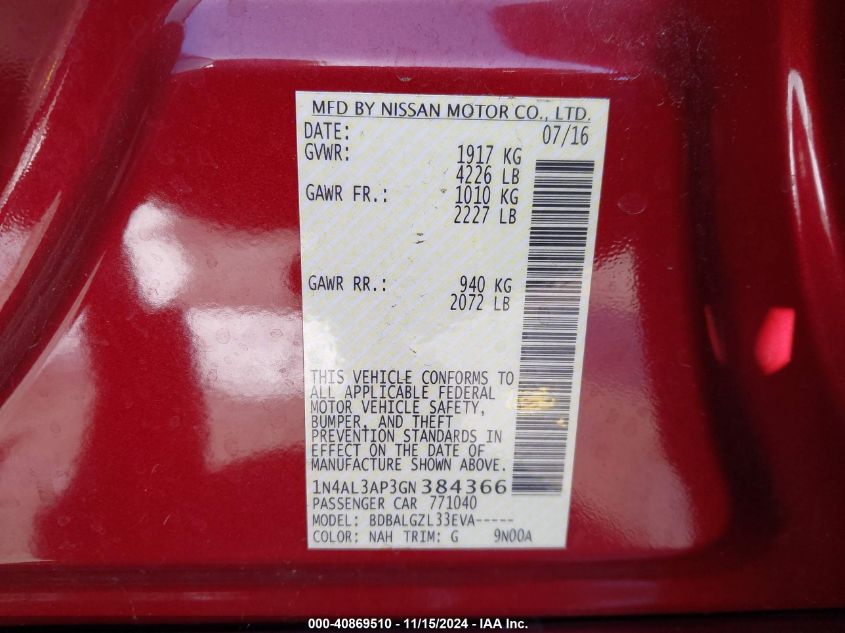 MFD BY NISSAN MOTOR CO., LTD.
DATE: 07/16
GVWR: 1917 KG
4226 LB
GAWR FR.: 1010 KG
2227 LB
GAWR RR.: 940 KG
2072 LB
THIS VEHICLE CONFORMS TO
ALL APPLICABLE FEDERAL
MOTOR VEHICLE SAFETY,
BUMPER, AND THEFT
PREVENTION STANDARDS IN
EFFECT ON THE DATE OF
MANUFACTURE SHOWN ABOVE.
1N4AL3AP3GN384366
PASSENGER CAR 771040
MODEL: BDBALGZL33EVA-----
COLOR: NAH TRIM: G 9N00A
000-40869510 - 11/15/2024 - IAA Inc.